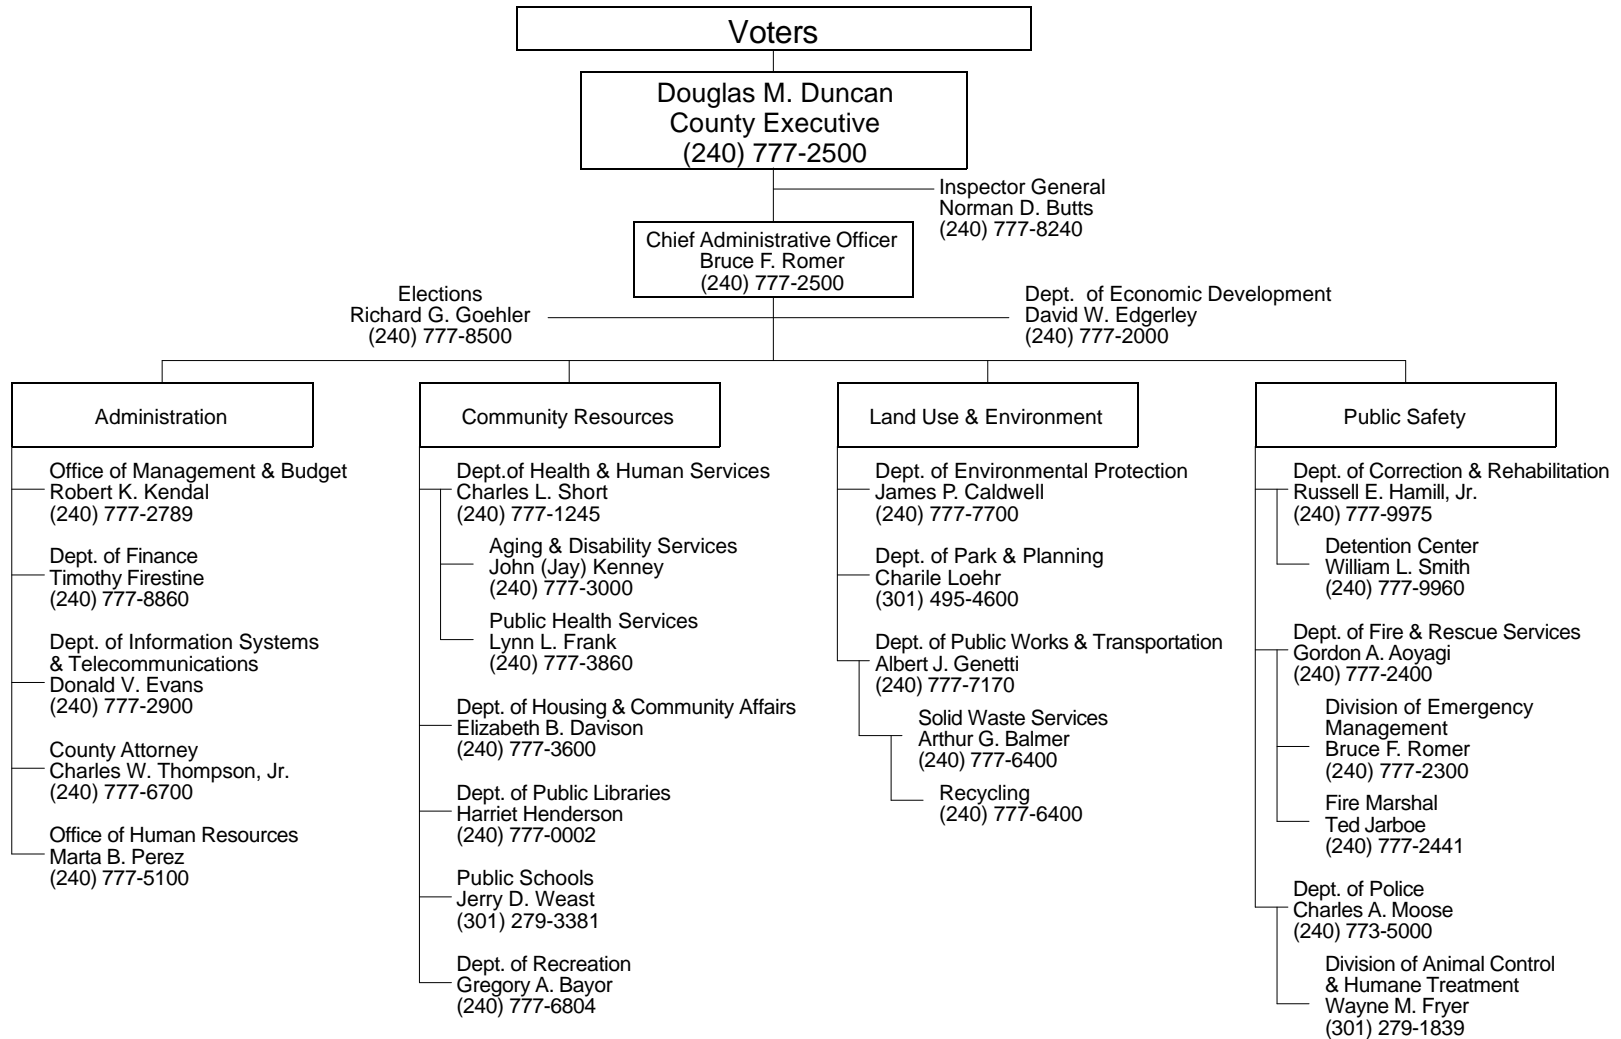 Voters
Douglas M. Duncan
County Executive
(240) 777-2500
Inspector General
Norman D. Butts
(240) 777-8240
Chief Administrative Officer
Bruce F. Romer
(240) 777-2500
Elections
Richard G. Goehler
(240) 777-8500
Dept. of Economic Development
David W. Edgerley
(240) 777-2000
Administration
Office of Management & Budget
Robert K. Kendal
(240) 777-2789
Dept. of Finance
Timothy Firestine
(240) 777-8860
Dept. of Information Systems
& Telecommunications
Donald V. Evans
(240) 777-2900
County Attorney
Charles W. Thompson, Jr.
(240) 777-6700
Office of Human Resources
Marta B. Perez
(240) 777-5100
Community Resources
Dept.of Health & Human Services
Charles L. Short
(240) 777-1245
Aging & Disability Services
John (Jay) Kenney
(240) 777-3000
Public Health Services
Lynn L. Frank
(240) 777-3860
Dept. of Housing & Community Affairs
Elizabeth B. Davison
(240) 777-3600
Dept. of Public Libraries
Harriet Henderson
(240) 777-0002
Public Schools
Jerry D. Weast
(301) 279-3381
Dept. of Recreation
Gregory A. Bayor
(240) 777-6804
Land Use & Environment
Dept. of Environmental Protection
James P. Caldwell
(240) 777-7700
Dept. of Park & Planning
Charile Loehr
(301) 495-4600
Dept. of Public Works & Transportation
Albert J. Genetti
(240) 777-7170
Solid Waste Services
Arthur G. Balmer
(240) 777-6400
Recycling
(240) 777-6400
Public Safety
Dept. of Correction & Rehabilitation
Russell E. Hamill, Jr.
(240) 777-9975
Detention Center
William L. Smith
(240) 777-9960
Dept. of Fire & Rescue Services
Gordon A. Aoyagi
(240) 777-2400
Division of Emergency
Management
Bruce F. Romer
(240) 777-2300
Fire Marshal
Ted Jarboe
(240) 777-2441
Dept. of Police
Charles A. Moose
(240) 773-5000
Division of Animal Control
& Humane Treatment
Wayne M. Fryer
(301) 279-1839